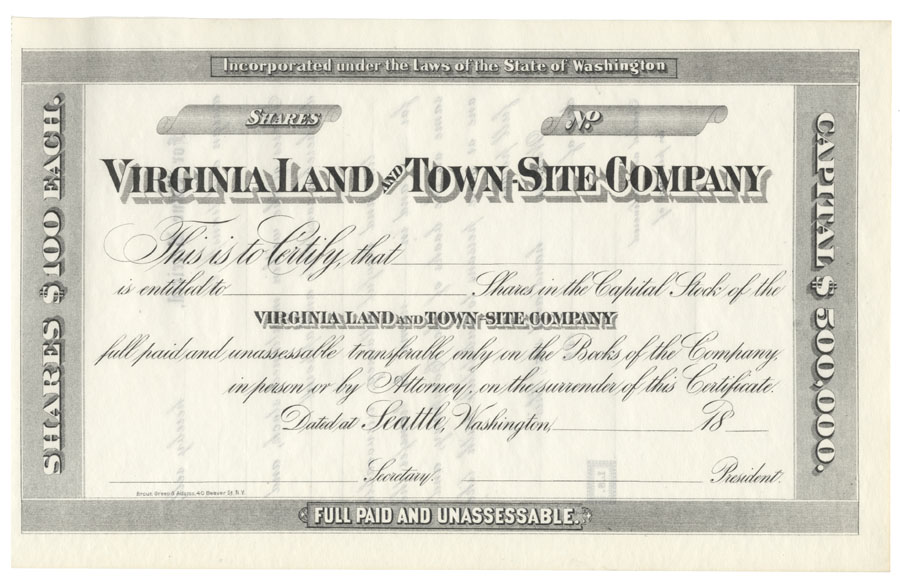 Incorporated under the Laws of the State of Washington
SHARES
No
VIRGINIA LAND AND TOWN-SITE COMPANY
This is to Certify, that
is entitled to Shares in the Capital Stock of the
VIRGINIA LAND AND TOWN-SITE COMPANY
full paid and unassessable transferable only on the Books of the Company,
in person or by Attorney, on the surrender of this Certificate.
Dated at Seattle, Washington, 18
Secretary. President.
40 Beaver St. N.Y.
FULL PAID AND UNASSESSABLE.
SHARES $100 EACH.
CAPITAL $500,000.